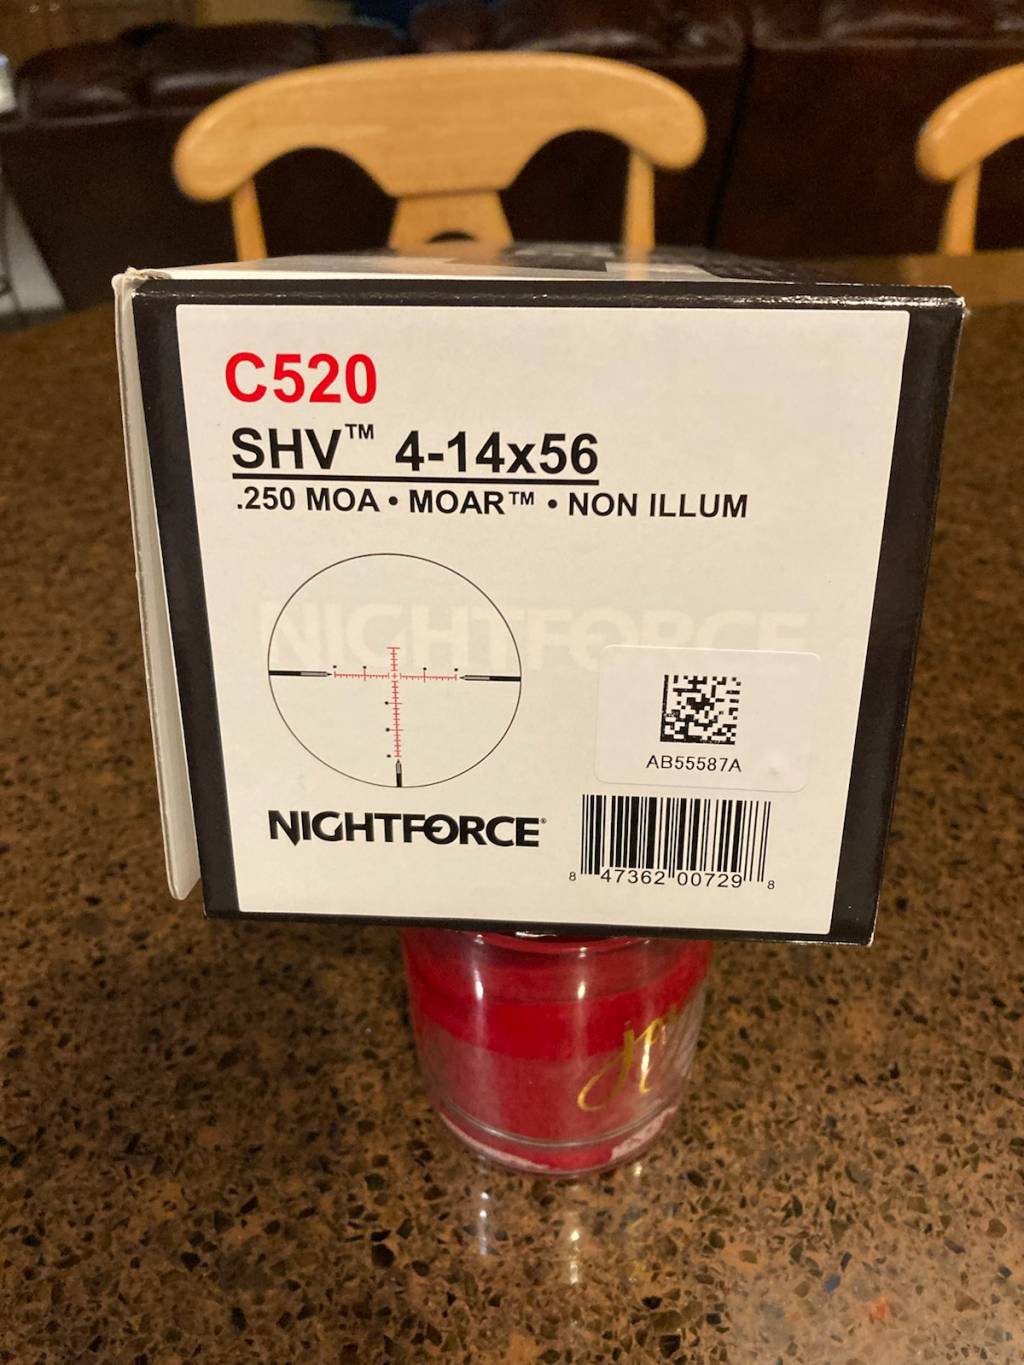 C520
SHV™ 4-14x56
.250 MOA • MOAR™ • NON ILLUM
NIGHTFORCE
AB55587A
NIGHTFORCE®
8 47362 00729 8